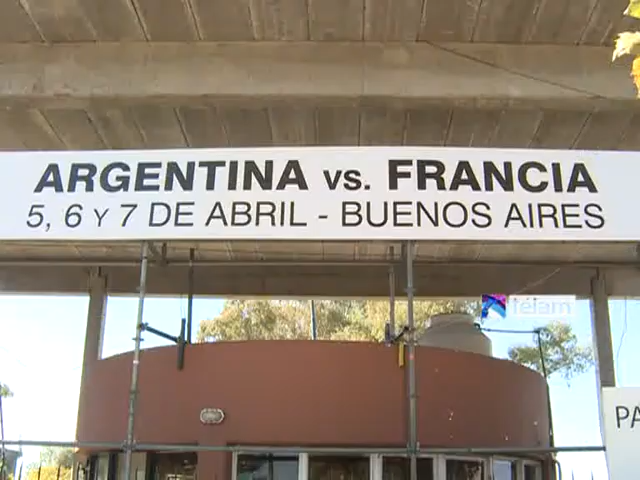 ARGENTINA vs. FRANCIA
5, 6 Y 7 DE ABRIL - BUENOS AIRES
télam
PA